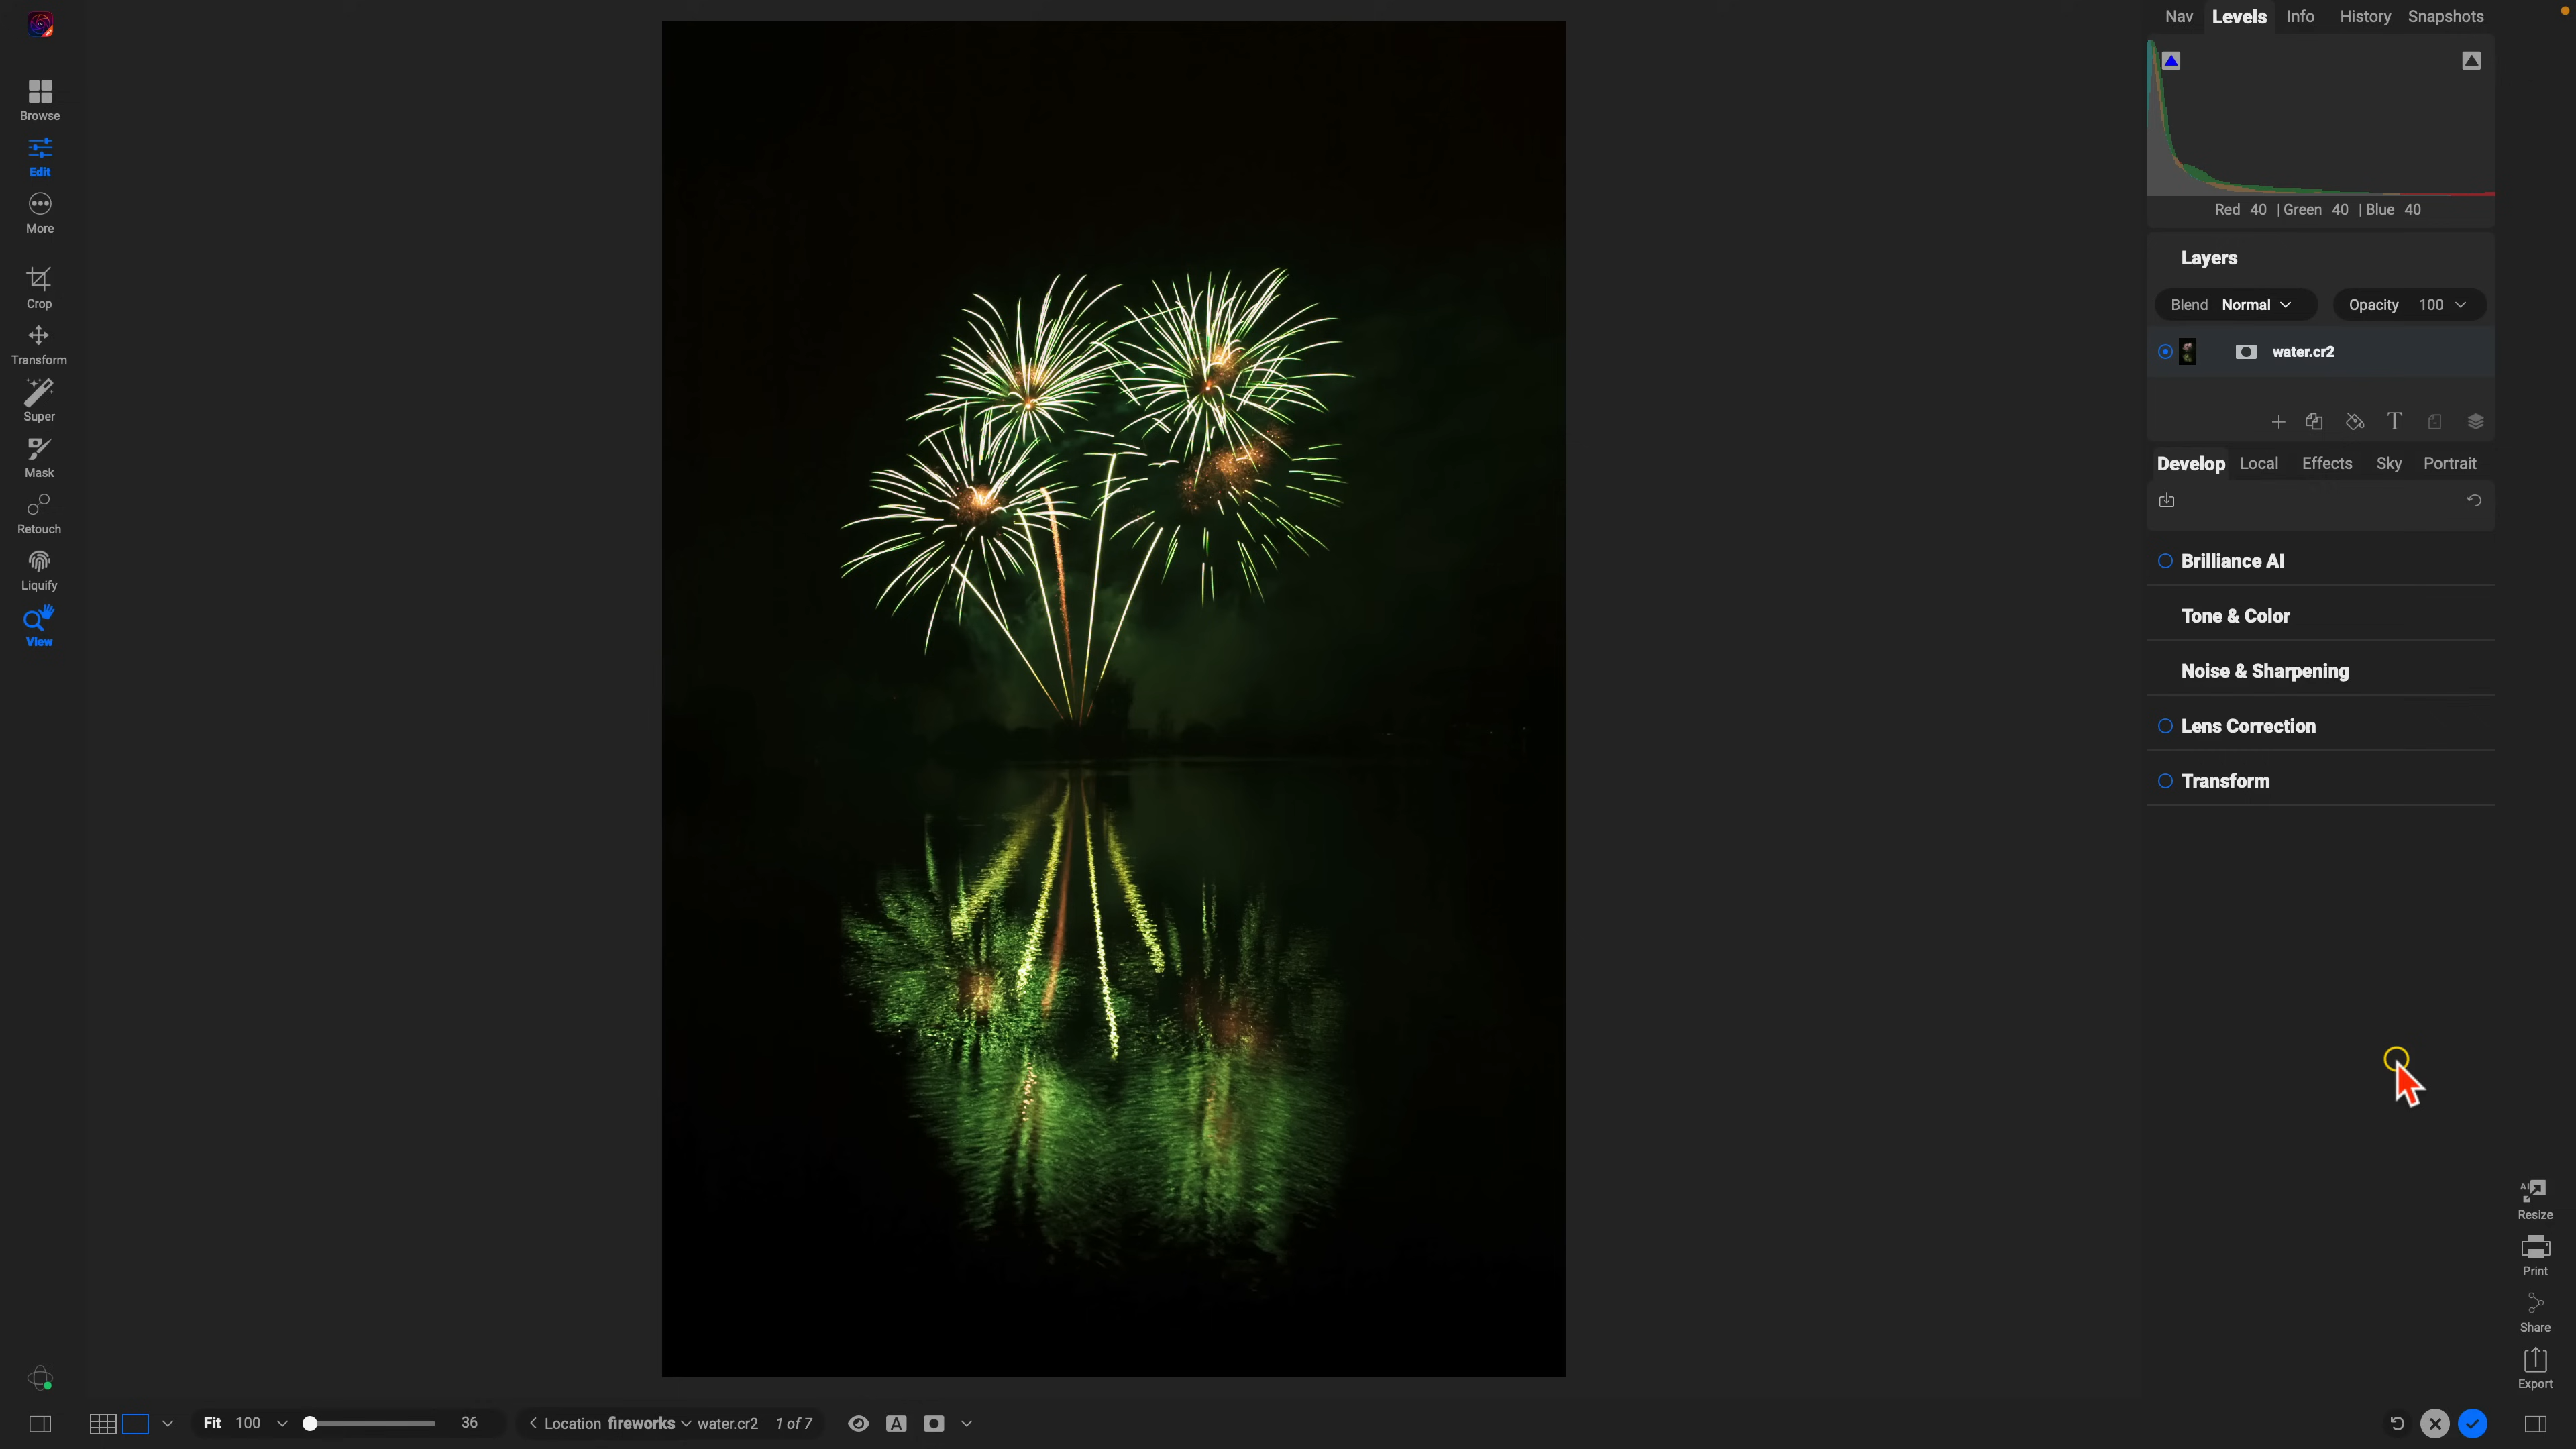 Browse
Edit
More
Crop
Transform
Super
Mask
Retouch
Liquify
View
Nav Levels Info History Snapshots
Red 40 | Green 40 | Blue 40
Layers
Blend Normal Opacity 100
water.cr2
T
Develop Local Effects Sky Portrait
Brilliance AI
Tone & Color
Noise & Sharpening
Lens Correction
Transform
AI
Resize
Print
Share
Export
Fit 100 36 Location fireworks water.cr2 1 of 7 A